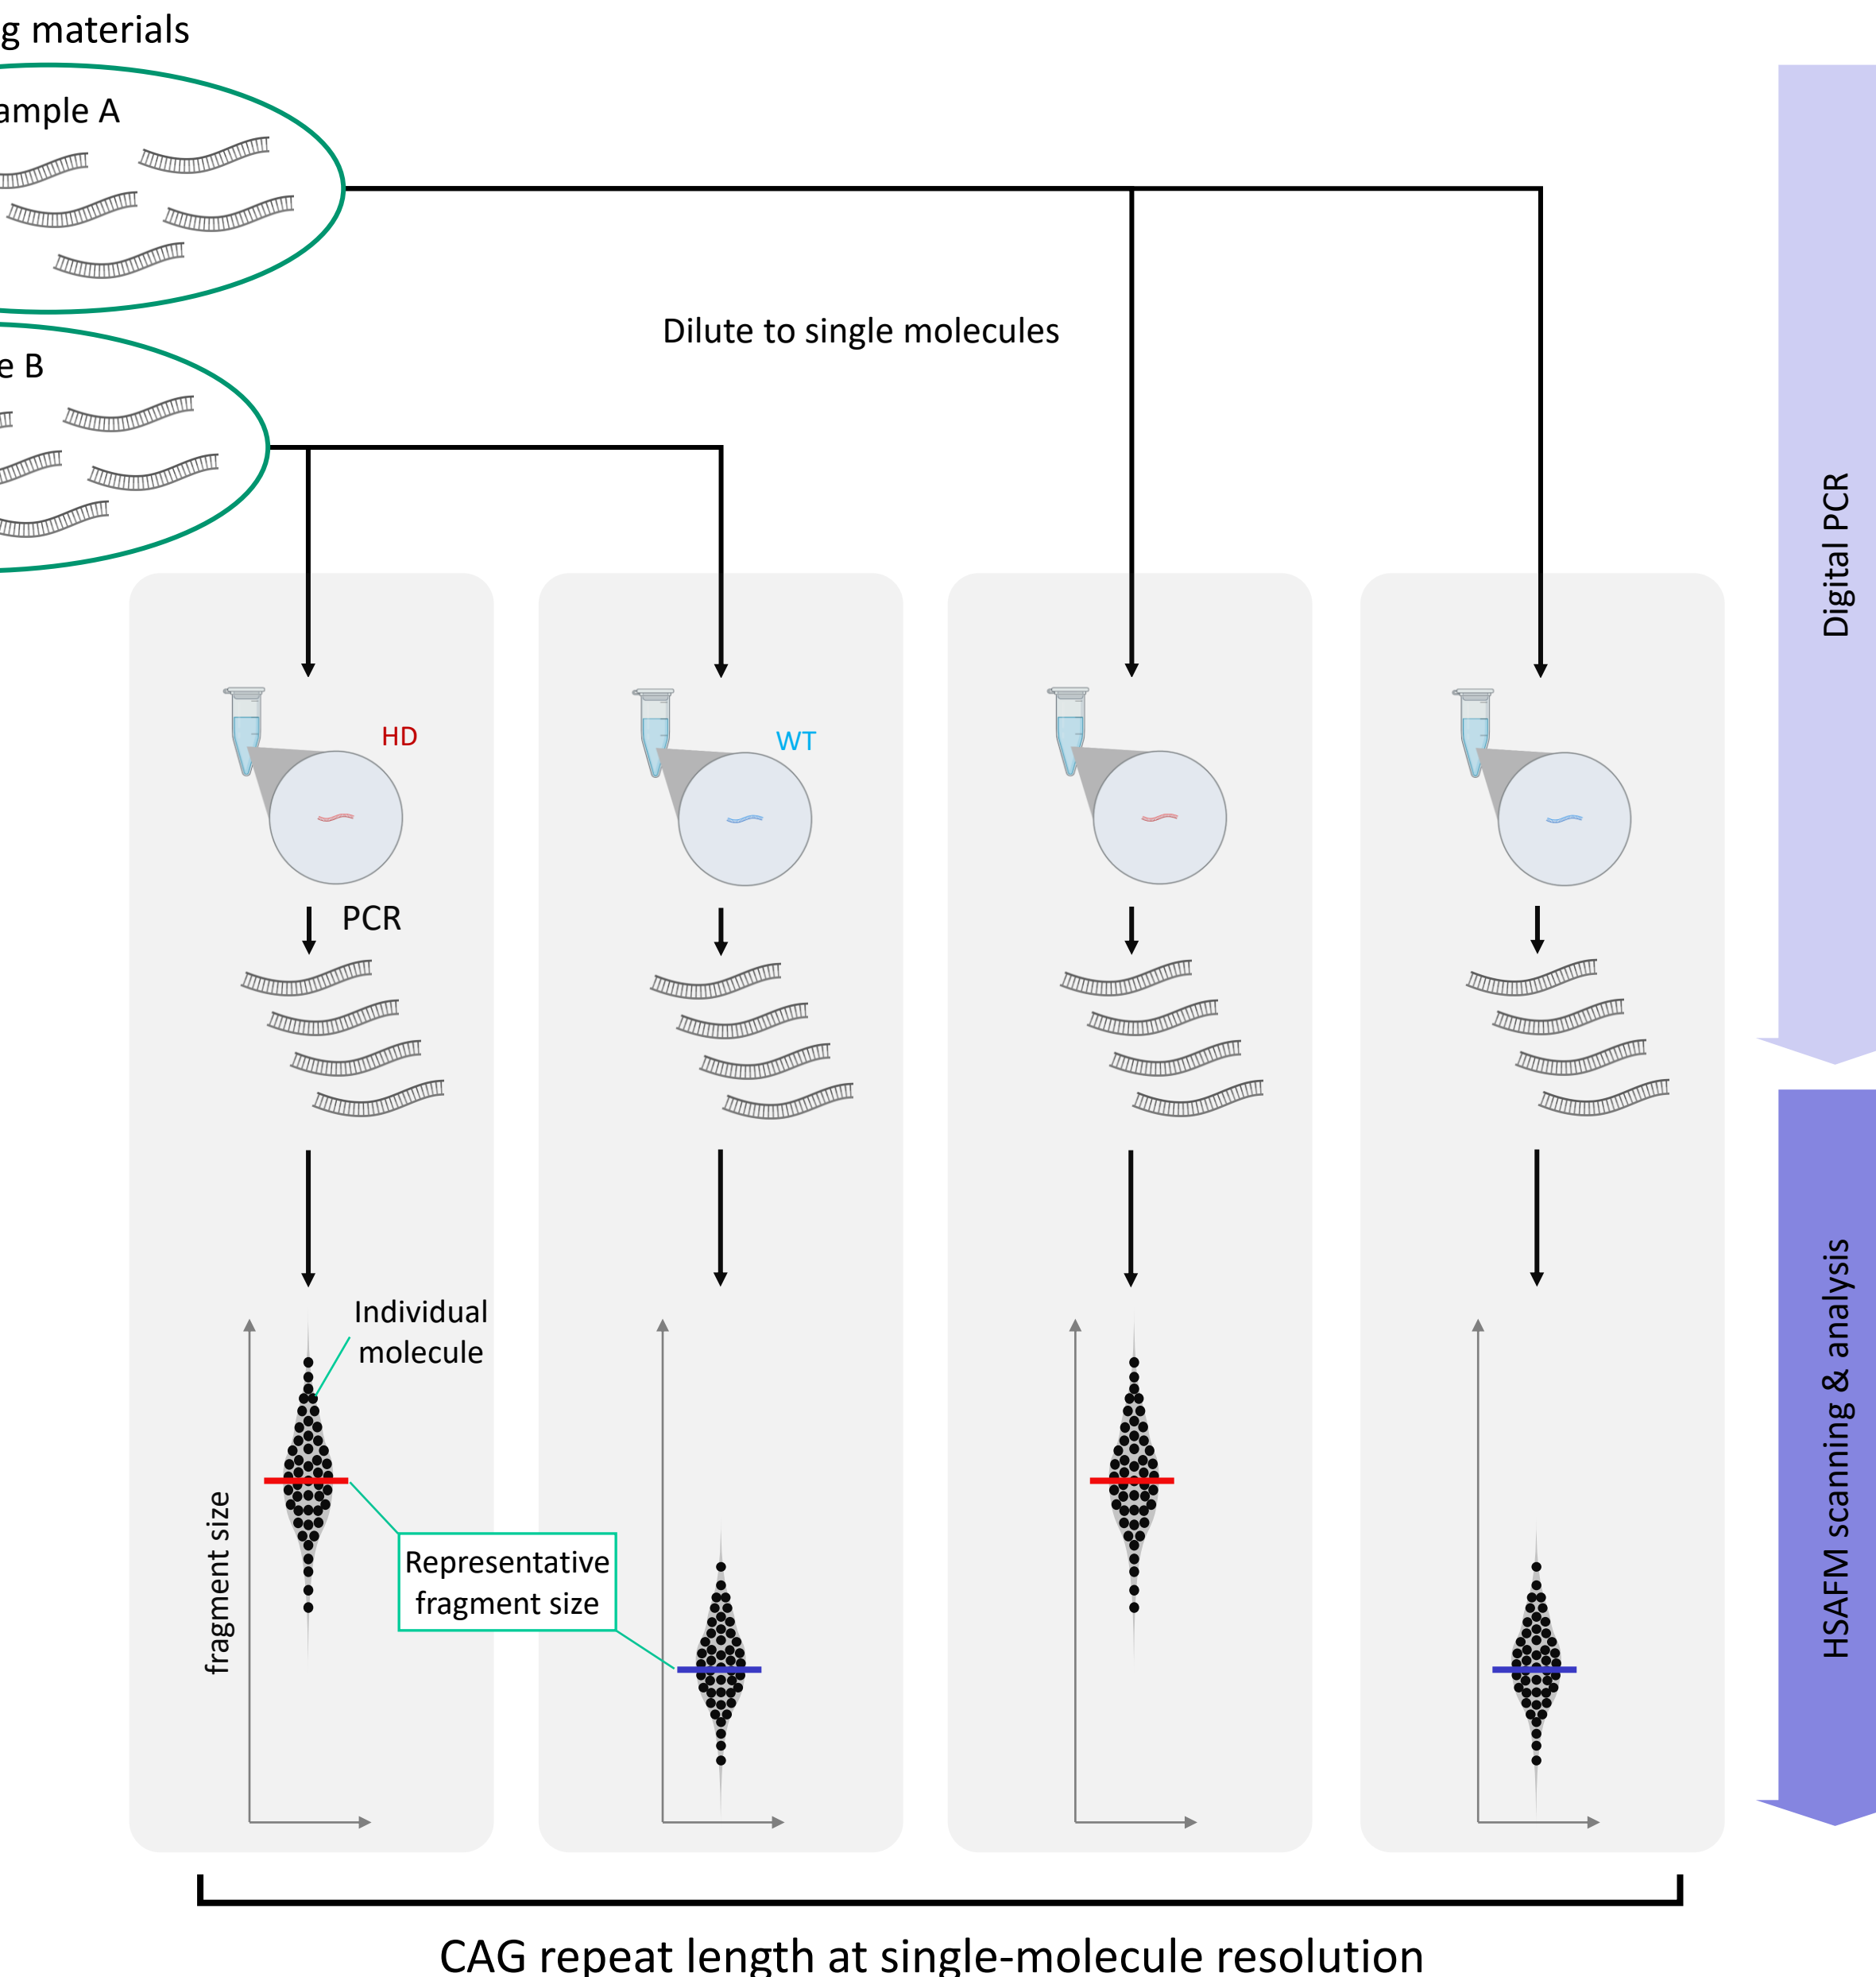 g materials
ample A
Dilute to single molecules
e B
Digital PCR
HD
WT
PCR
Individual
molecule
fragment size
Representative
fragment size
HSAFM scanning & analysis
CAG repeat length at single-molecule resolution